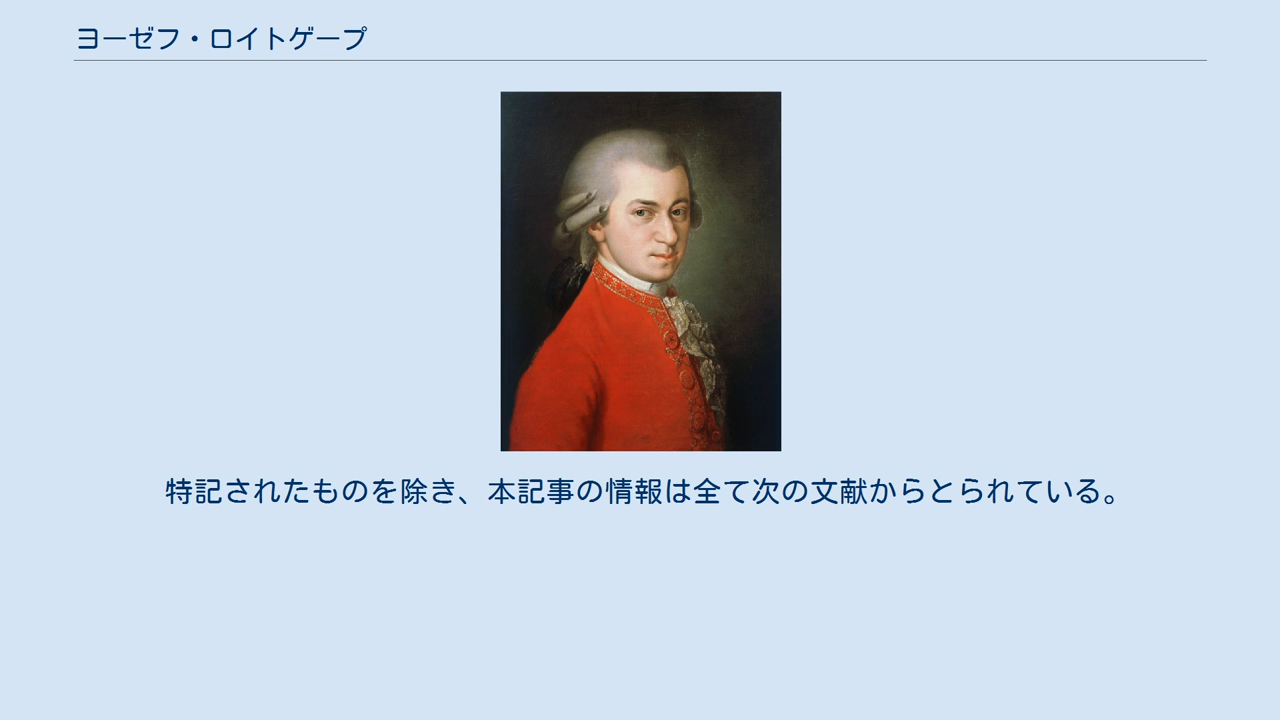 ヨーゼフ・ロイトゲープ
特記されたものを除き、本記事の情報は全て次の文献からとられている。